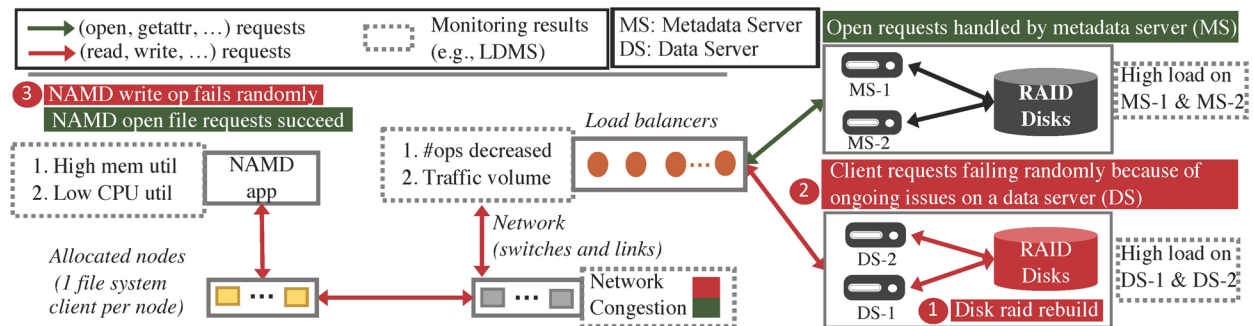 (open, getattr, …) requests
(read, write, …) requests
Monitoring results
(e.g., LDMS)
MS: Metadata Server
DS: Data Server
Open requests handled by metadata server (MS)
MS-1
MS-2
RAID
Disks
High load on
MS-1 & MS-2
3 NAMD write op fails randomly
NAMD open file requests succeed
1. High mem util
2. Low CPU util
NAMD
app
1. #ops decreased
2. Traffic volume
Load balancers
2 Client requests failing randomly because of
ongoing issues on a data server (DS)
Network
(switches and links)
Allocated nodes
(1 file system
client per node)
Network
Congestion
DS-2
DS-1
RAID
Disks
1 Disk raid rebuild
High load on
DS-1 & DS-2